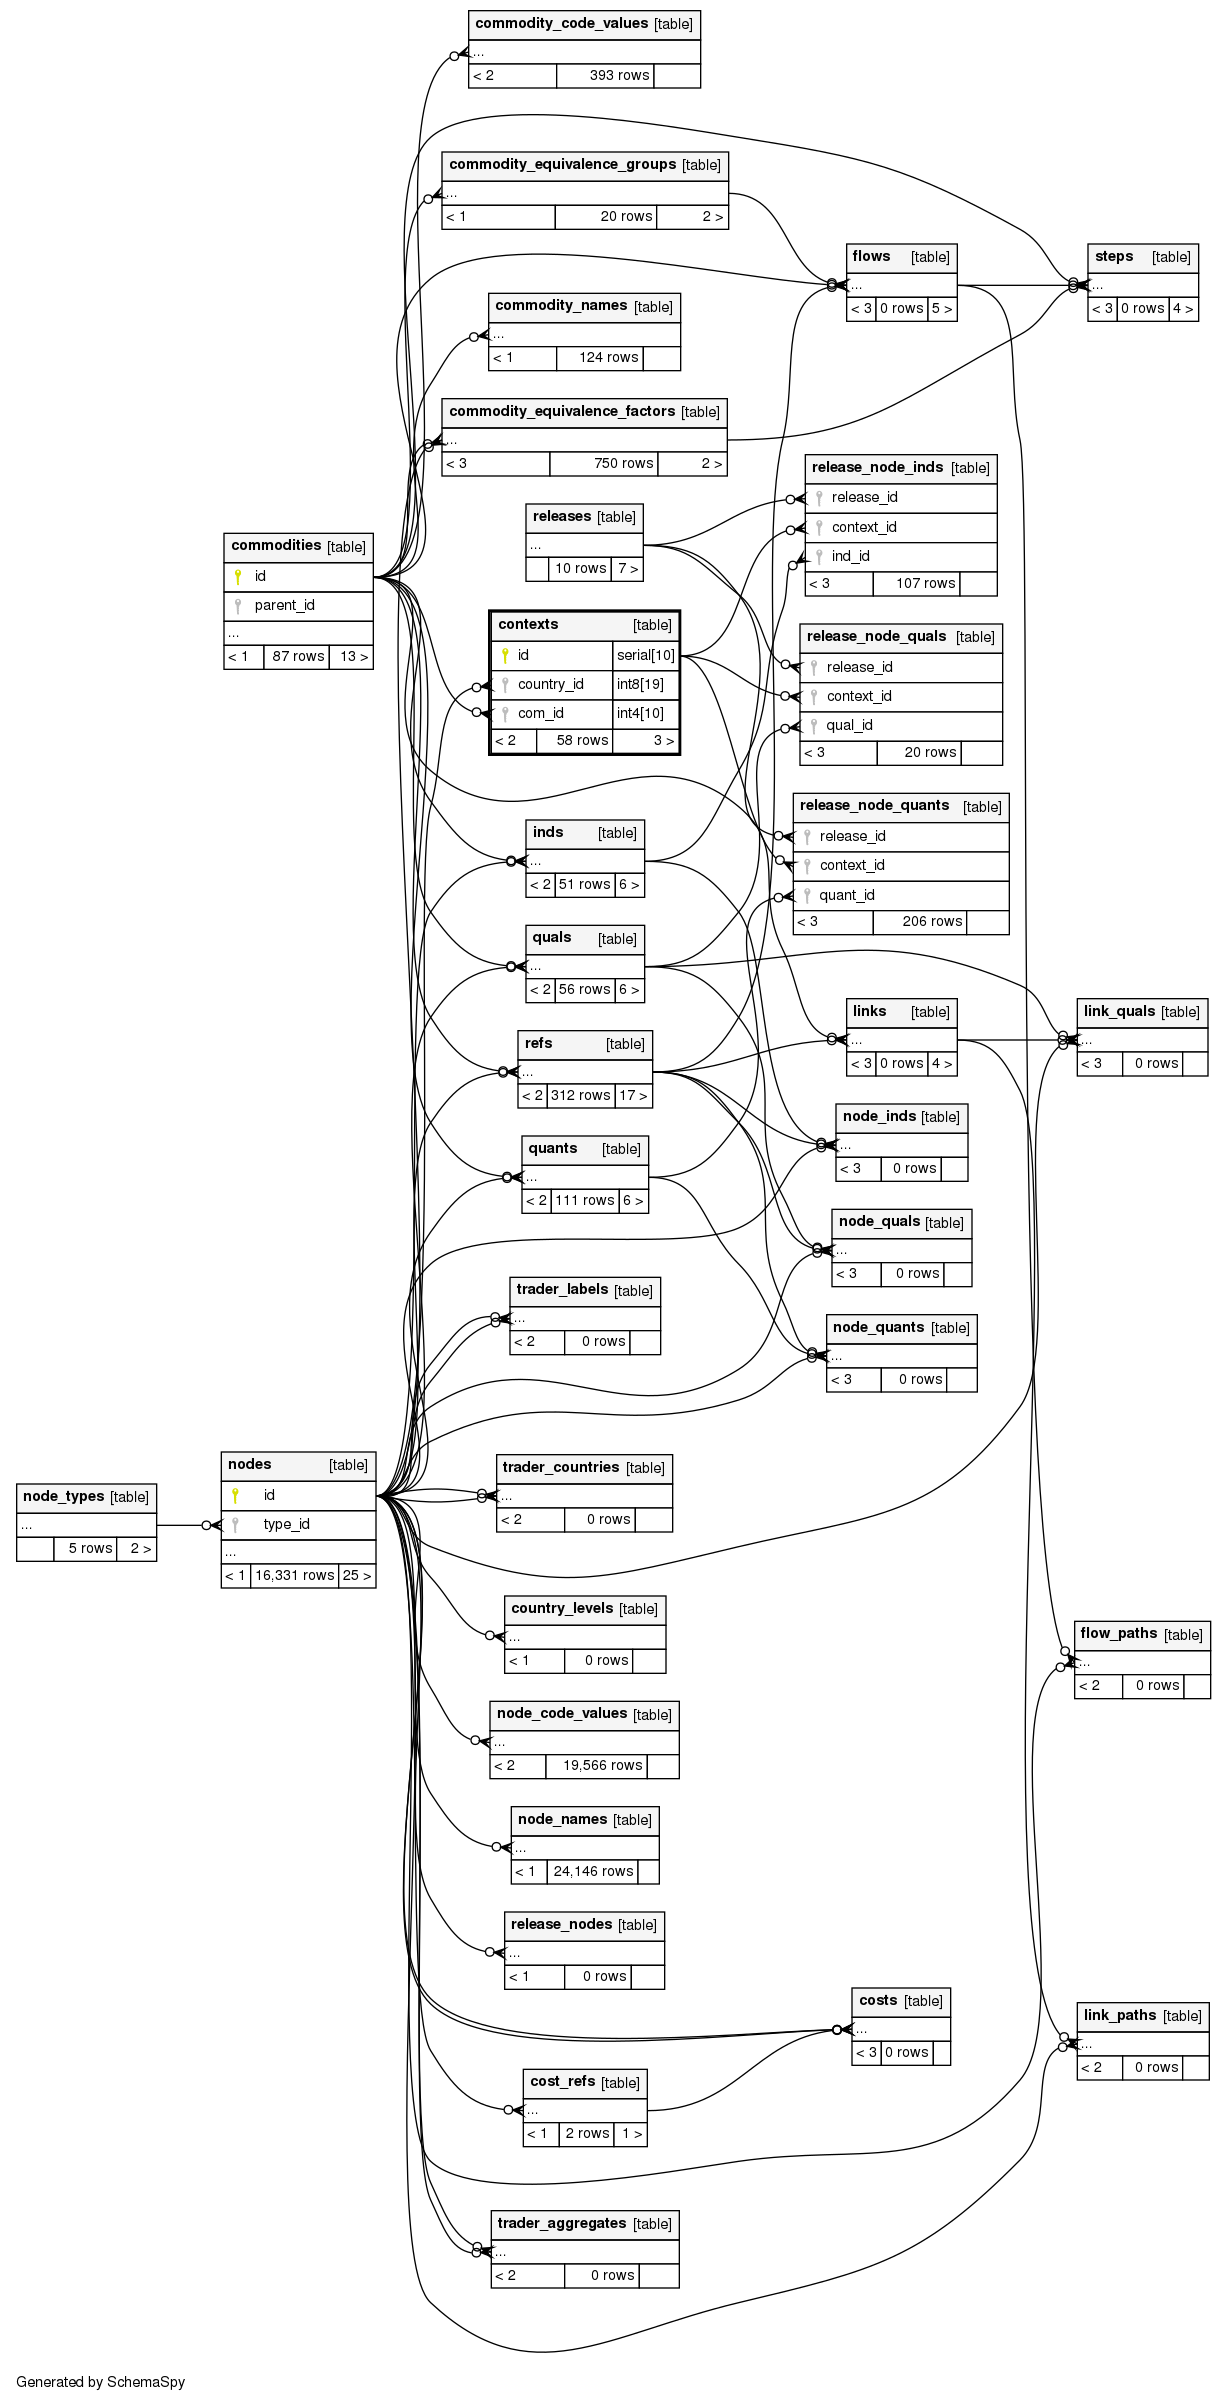 commodity_code_values [table]
...
< 2 393 rows
commodity_equivalence_groups [table]
...
< 1 20 rows 2 >
flows [table]
...
< 3 0 rows 5 >
steps [table]
...
< 3 0 rows 4 >
commodity_names [table]
...
< 1 124 rows
commodity_equivalence_factors [table]
...
< 3 750 rows 2 >
release_node_inds [table]
release_id
context_id
ind_id
< 3 107 rows
releases [table]
...
10 rows 7 >
commodities [table]
id
parent_id
...
< 1 87 rows 13 >
contexts [table]
id serial[10]
country_id int8[19]
com_id int4[10]
< 2 58 rows 3 >
release_node_quals [table]
release_id
context_id
qual_id
< 3 20 rows
release_node_quants [table]
release_id
context_id
quant_id
< 3 206 rows
inds [table]
...
< 2 51 rows 6 >
quals [table]
...
< 2 56 rows 6 >
refs [table]
...
< 2 312 rows 17 >
links [table]
...
< 3 0 rows 4 >
link_quals [table]
...
< 3 0 rows
node_inds [table]
...
< 3 0 rows
quants [table]
...
< 2 111 rows 6 >
node_quals [table]
...
< 3 0 rows
trader_labels [table]
...
< 2 0 rows
node_quants [table]
...
< 3 0 rows
node_types [table]
...
5 rows 2 >
nodes [table]
id
type_id
...
< 1 16,331 rows 25 >
trader_countries [table]
...
< 2 0 rows
country_levels [table]
...
< 1 0 rows
flow_paths [table]
...
< 2 0 rows
node_code_values [table]
...
< 2 19,566 rows
node_names [table]
...
< 1 24,146 rows
release_nodes [table]
...
< 1 0 rows
costs [table]
...
< 3 0 rows
link_paths [table]
...
< 2 0 rows
cost_refs [table]
...
< 1 2 rows 1 >
trader_aggregates [table]
...
< 2 0 rows
Generated by SchemaSpy